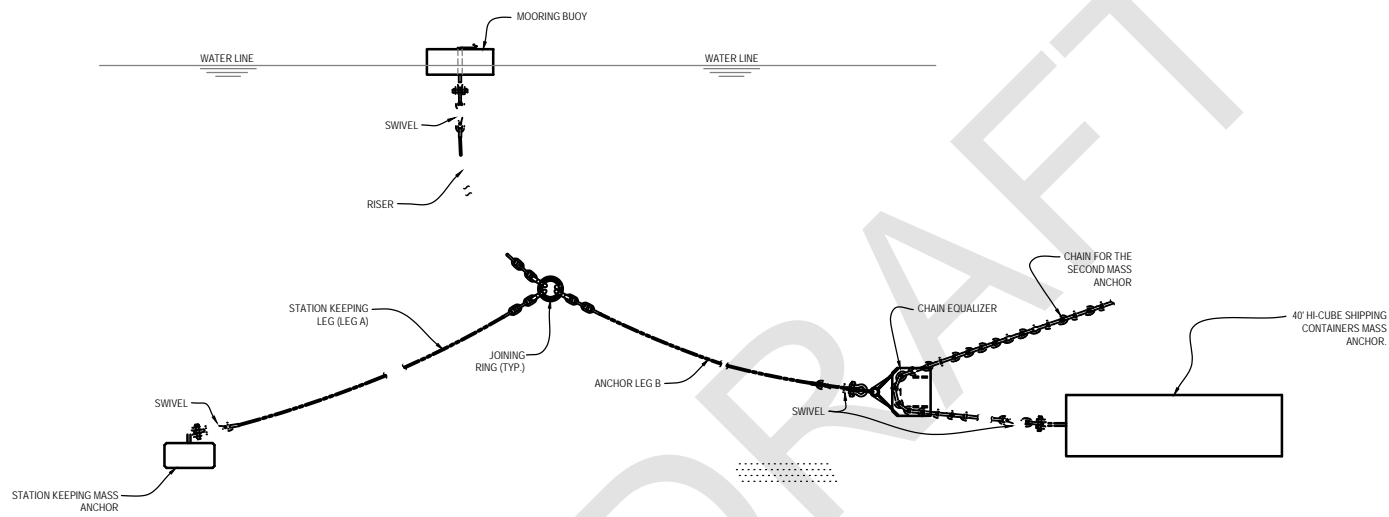 MOORING BUOY
WATER LINE
WATER LINE
SWIVEL
RISER
CHAIN FOR THE
SECOND MASS
ANCHOR
STATION KEEPING
LEG (LEG A)
CHAIN EQUALIZER
40' HI-CUBE SHIPPING
CONTAINERS MASS
ANCHOR.
JOINING
RING (TYP.)
ANCHOR LEG B
SWIVEL
SWIVEL
STATION KEEPING MASS
ANCHOR
DRAFT